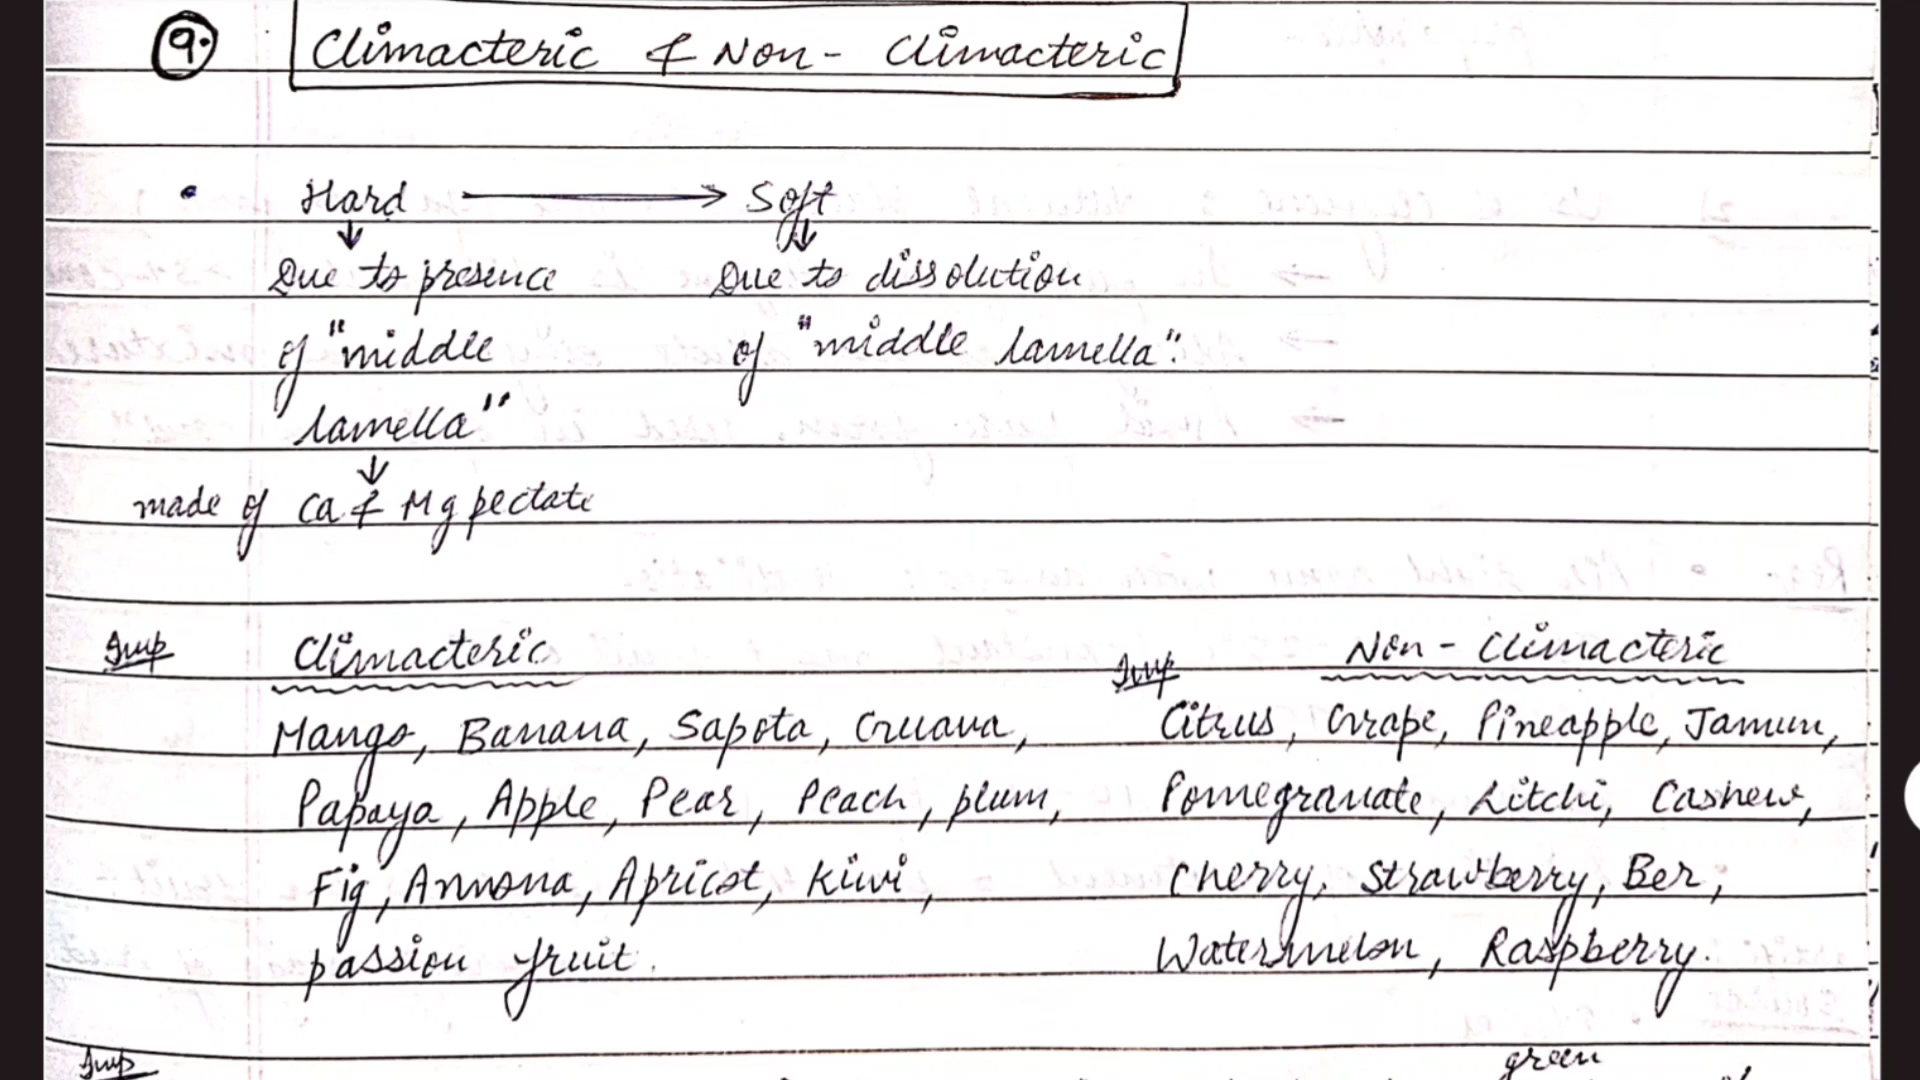 9. Climacteric & Non-Climacteric
• Hard → Soft
↓ ↓
Due to presence Due to dissolution
of "middle of "middle lamella".
lamella"
↓
made of Ca & Mg pectate
Imp Climacteric Imp Non-Climacteric
Mango, Banana, Sapota, Guava, Citrus, Grape, Pineapple, Jamun,
Papaya, Apple, Pear, Peach, plum, Pomegranate, Litchi, Cashew,
Fig, Annona, Apricot, Kiwi, Cherry, Strawberry, Ber,
passion fruit. Watermelon, Raspberry.
Imp green